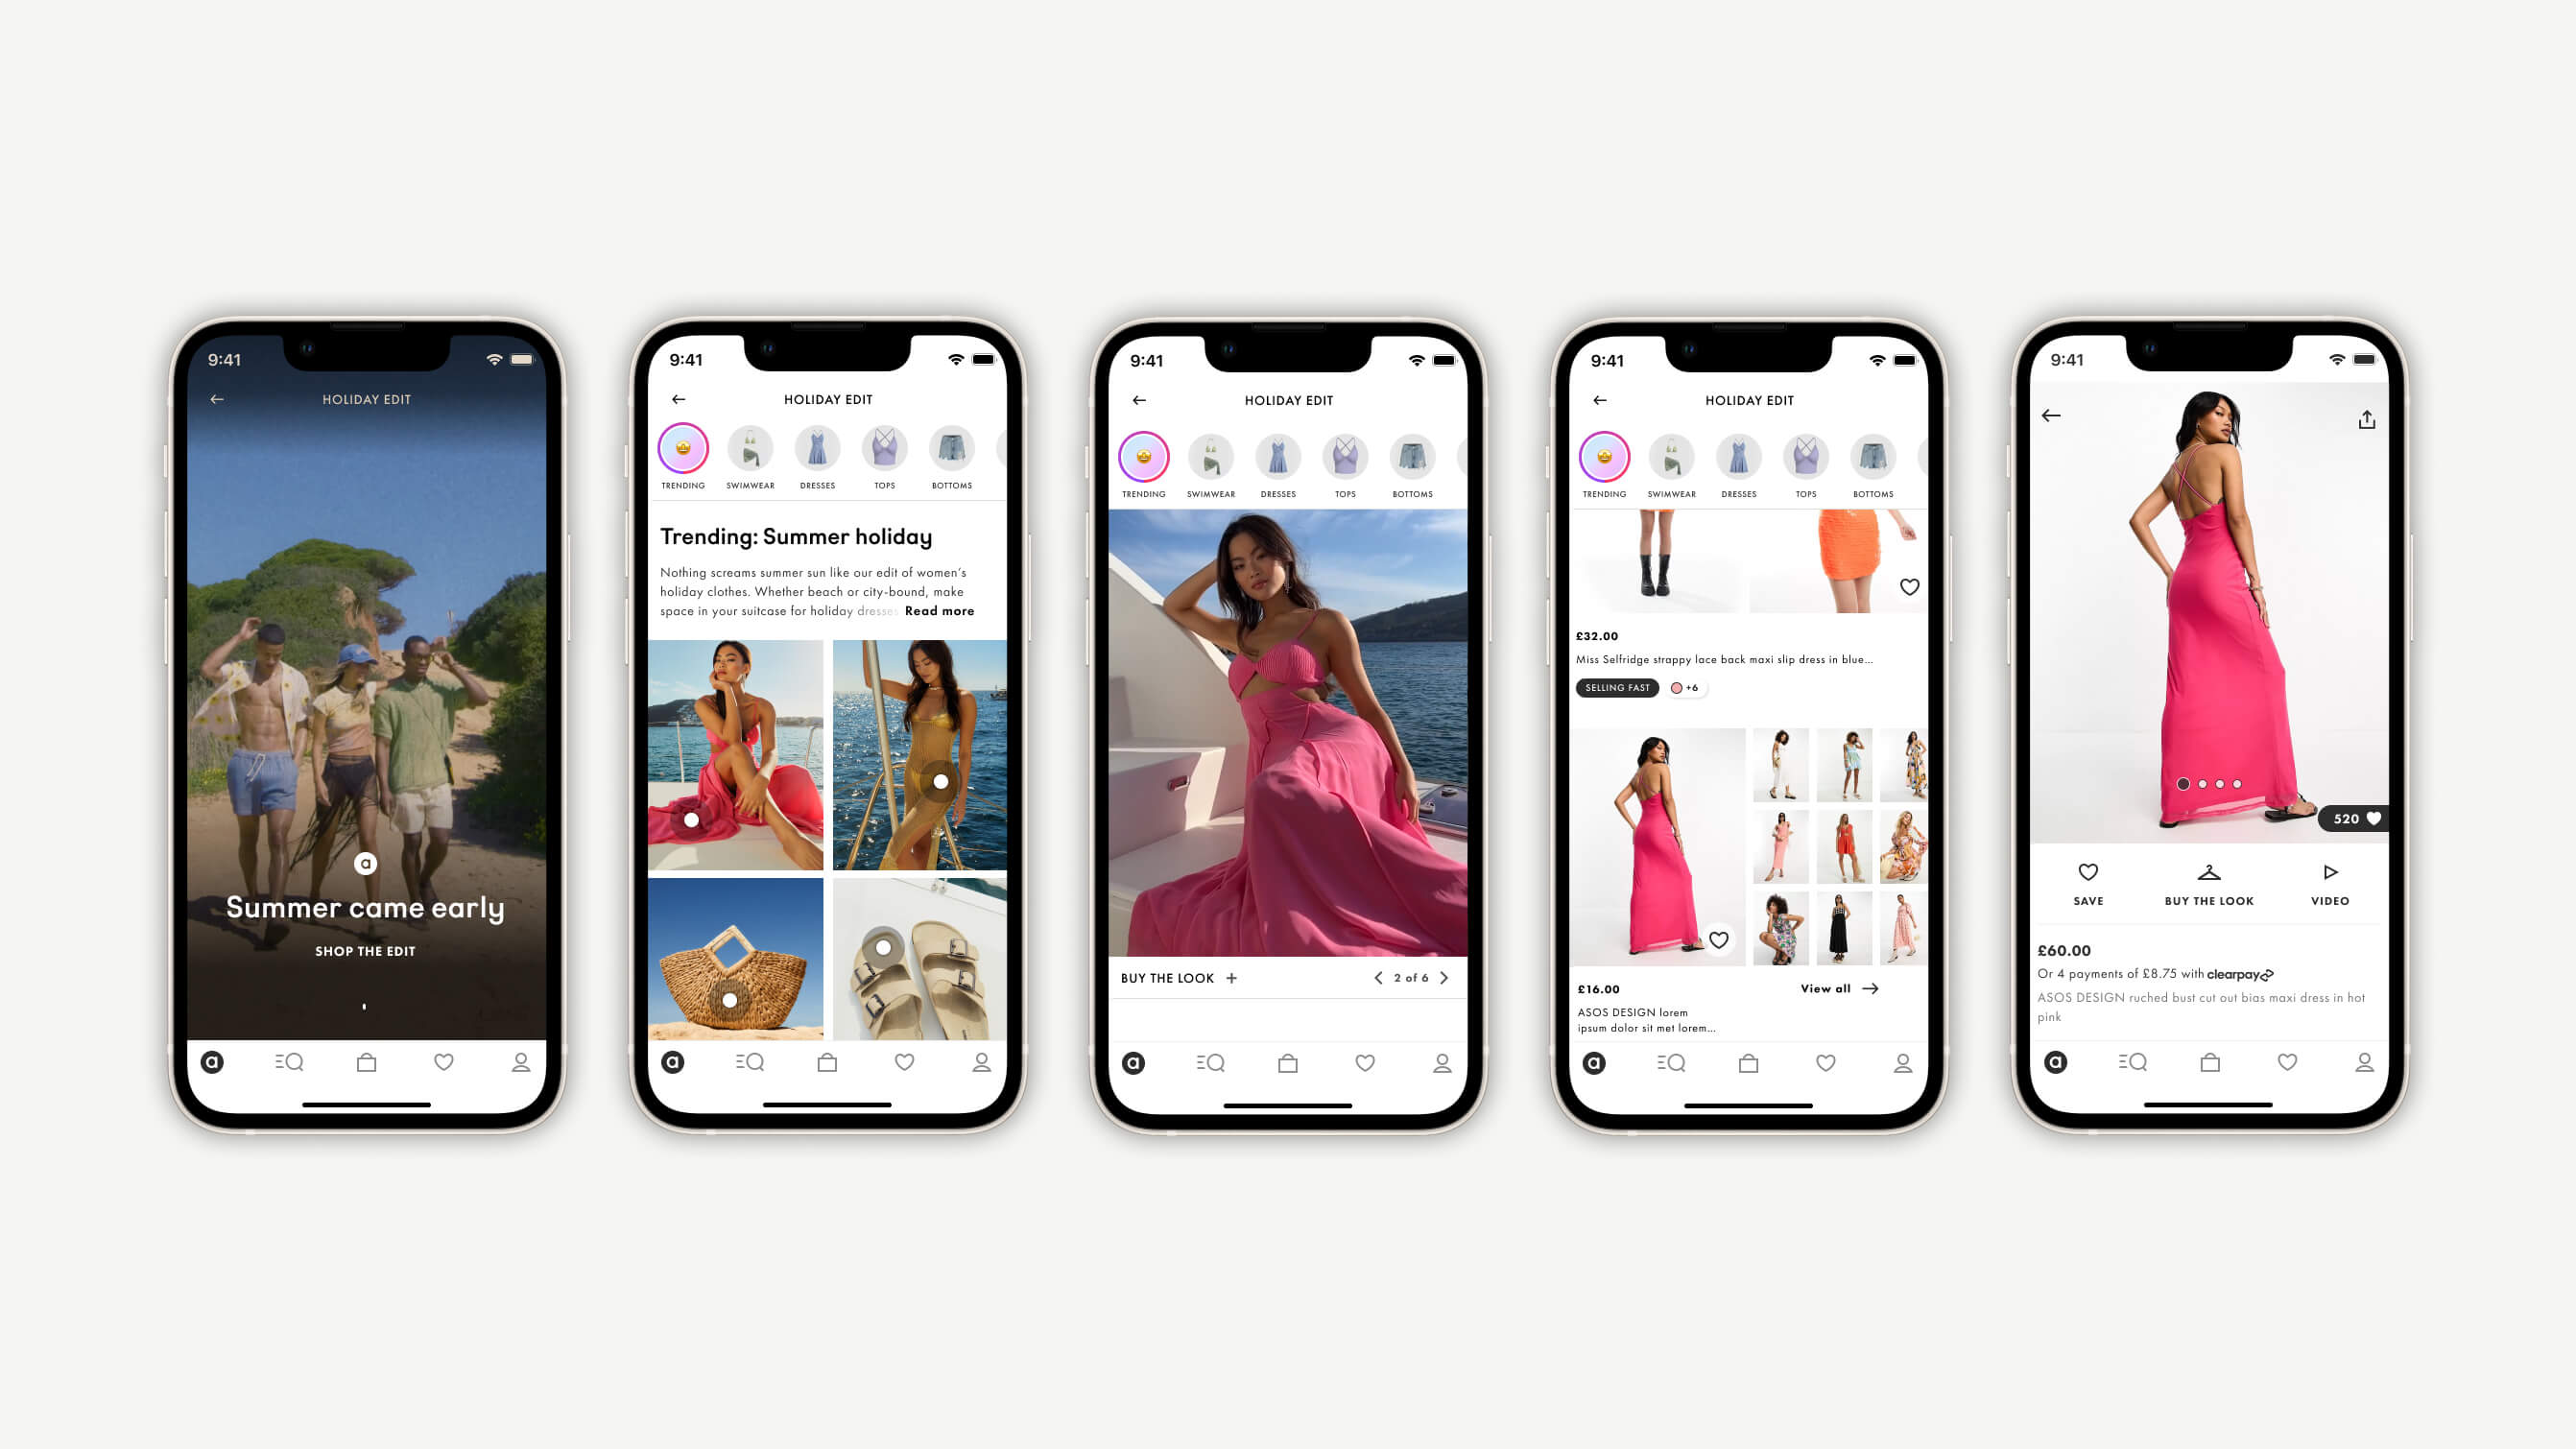 9:41
HOLIDAY EDIT
a
Summer came early
SHOP THE EDIT
a
9:41
HOLIDAY EDIT
TRENDING SWIMWEAR DRESSES TOPS BOTTOMS
Trending: Summer holiday
Nothing screams summer sun like our edit of women's
holiday clothes. Whether beach or city-bound, make
space in your suitcase for holiday dresses Read more
a
9:41
HOLIDAY EDIT
TRENDING SWIMWEAR DRESSES TOPS BOTTOMS
BUY THE LOOK + 2 of 6
a
9:41
HOLIDAY EDIT
TRENDING SWIMWEAR DRESSES TOPS BOTTOMS
£32.00
Miss Selfridge strappy lace back maxi slip dress in blue...
SELLING FAST +6
£16.00 View all
ASOS DESIGN lorem
ipsum dolor sit met lorem...
a
9:41
520
SAVE BUY THE LOOK VIDEO
£60.00
Or 4 payments of £8.75 with clearpay
ASOS DESIGN ruched bust cut out bias maxi dress in hot
pink
a